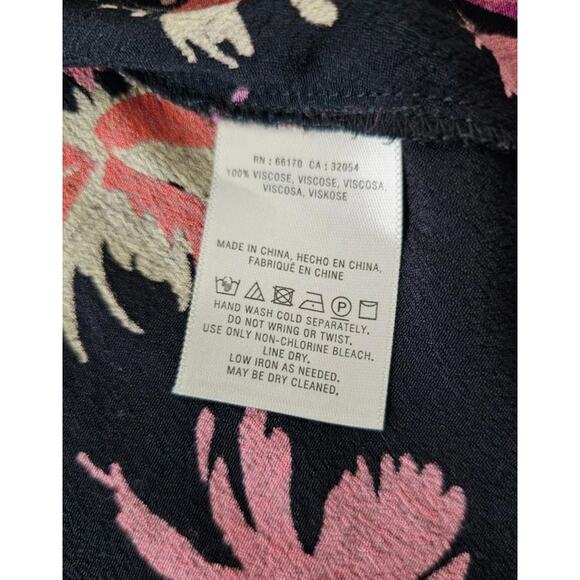 RN : 66170 CA : 32054
100% VISCOSE, VISCOSE, VISCOSA,
VISCOSA, VISKOSE
MADE IN CHINA, HECHO EN CHINA,
FABRIQUÉ EN CHINE
HAND WASH COLD SEPARATELY.
DO NOT WRING OR TWIST.
USE ONLY NON-CHLORINE BLEACH.
LINE DRY.
LOW IRON AS NEEDED.
MAY BE DRY CLEANED.